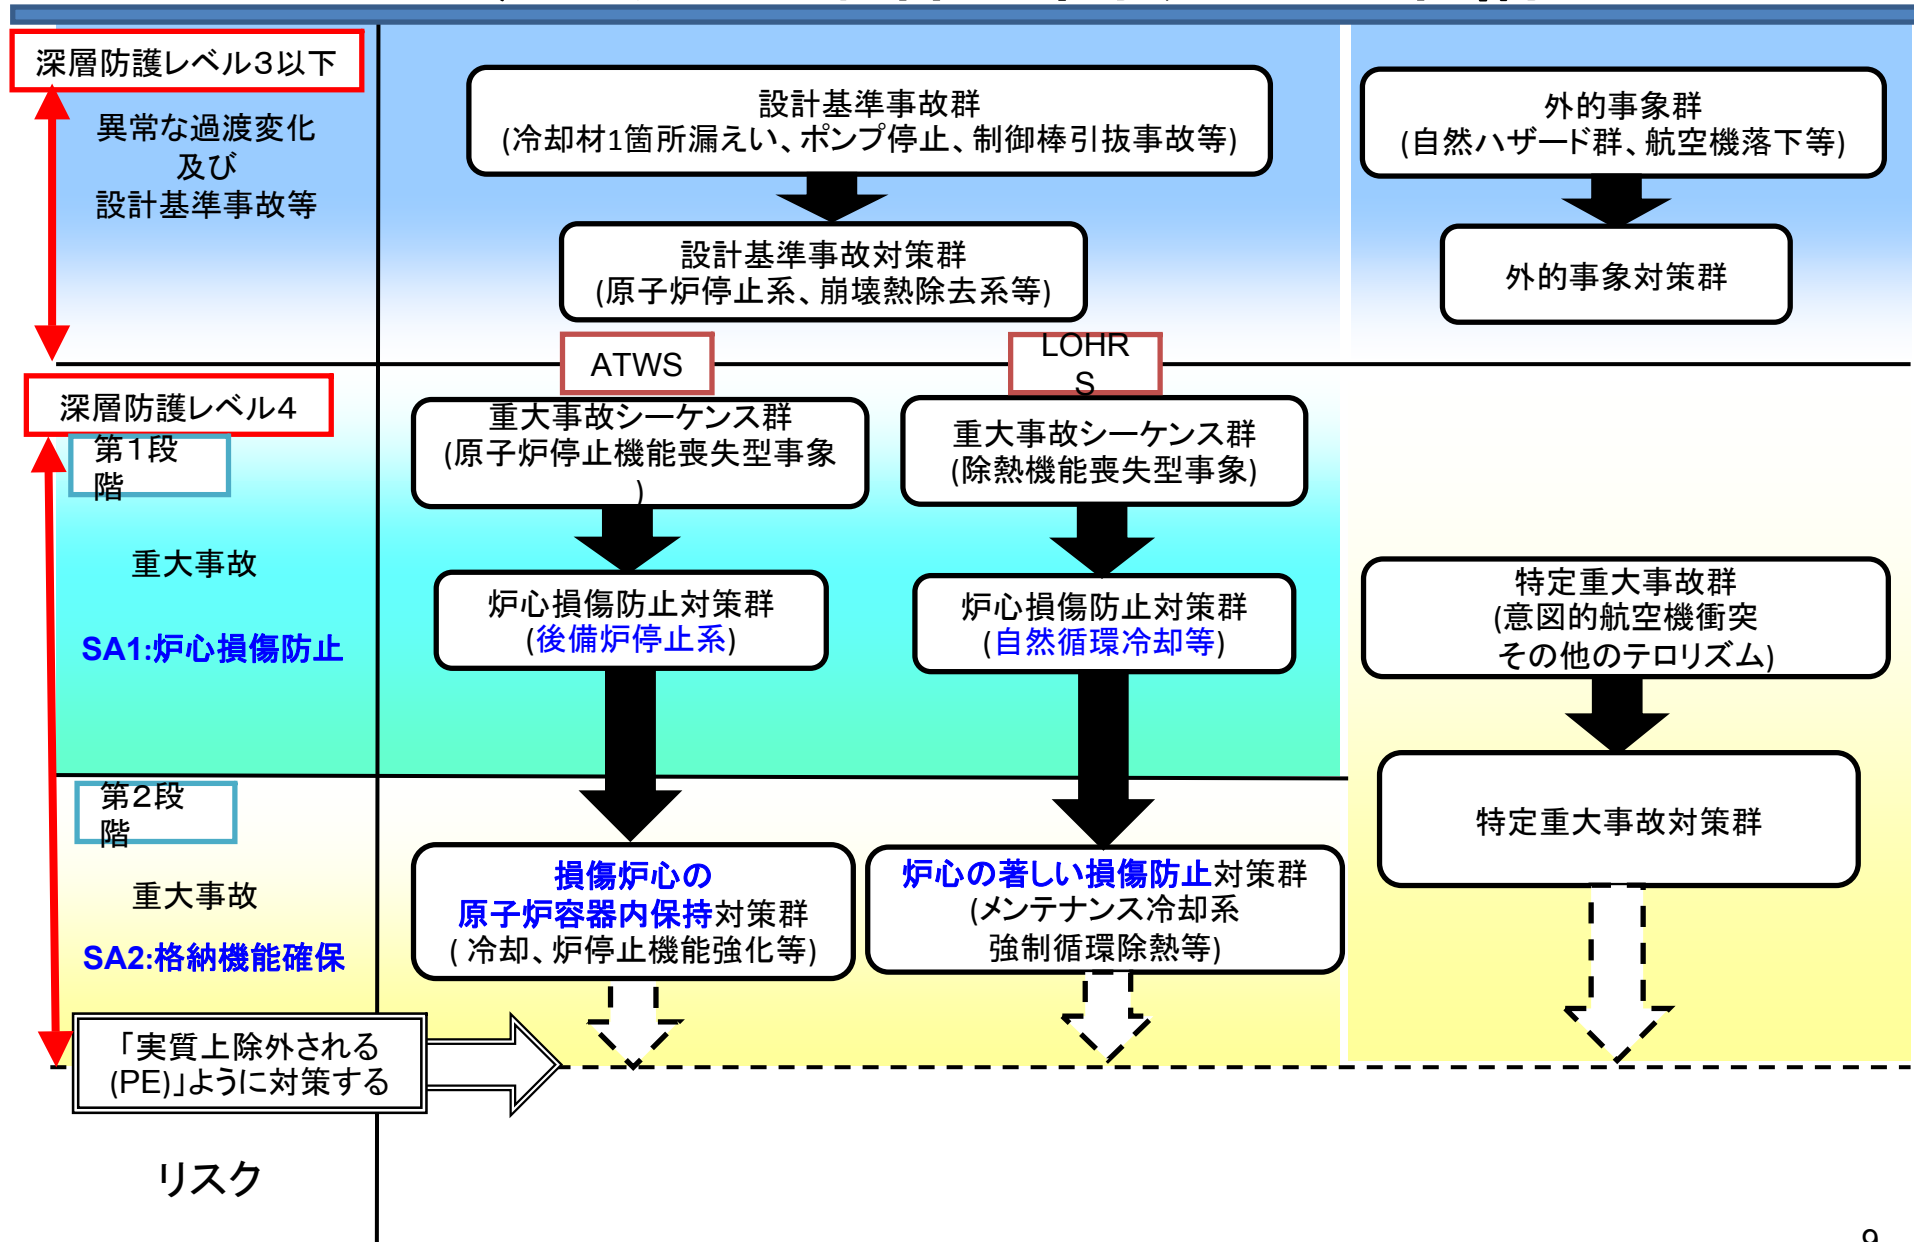 深層防護レベル3以下
異常な過渡変化
及び
設計基準事故等
設計基準事故群
(冷却材1箇所漏えい、ポンプ停止、制御棒引抜事故等)
外的事象群
(自然ハザード群、航空機落下等)
設計基準事故対策群
(原子炉停止系、崩壊熱除去系等)
外的事象対策群
ATWS
LOHR
S
深層防護レベル4
第1段
階
重大事故
SA1:炉心損傷防止
重大事故シーケンス群
(原子炉停止機能喪失型事象
)
重大事故シーケンス群
(除熱機能喪失型事象)
炉心損傷防止対策群
(後備炉停止系)
炉心損傷防止対策群
(自然循環冷却等)
特定重大事故群
(意図的航空機衝突
その他のテロリズム)
特定重大事故対策群
第2段
階
重大事故
SA2:格納機能確保
損傷炉心の
原子炉容器内保持対策群
( 冷却、炉停止機能強化等)
炉心の著しい損傷防止対策群
(メンテナンス冷却系
強制循環除熱等)
「実質上除外される
(PE)」ように対策する
リスク
9